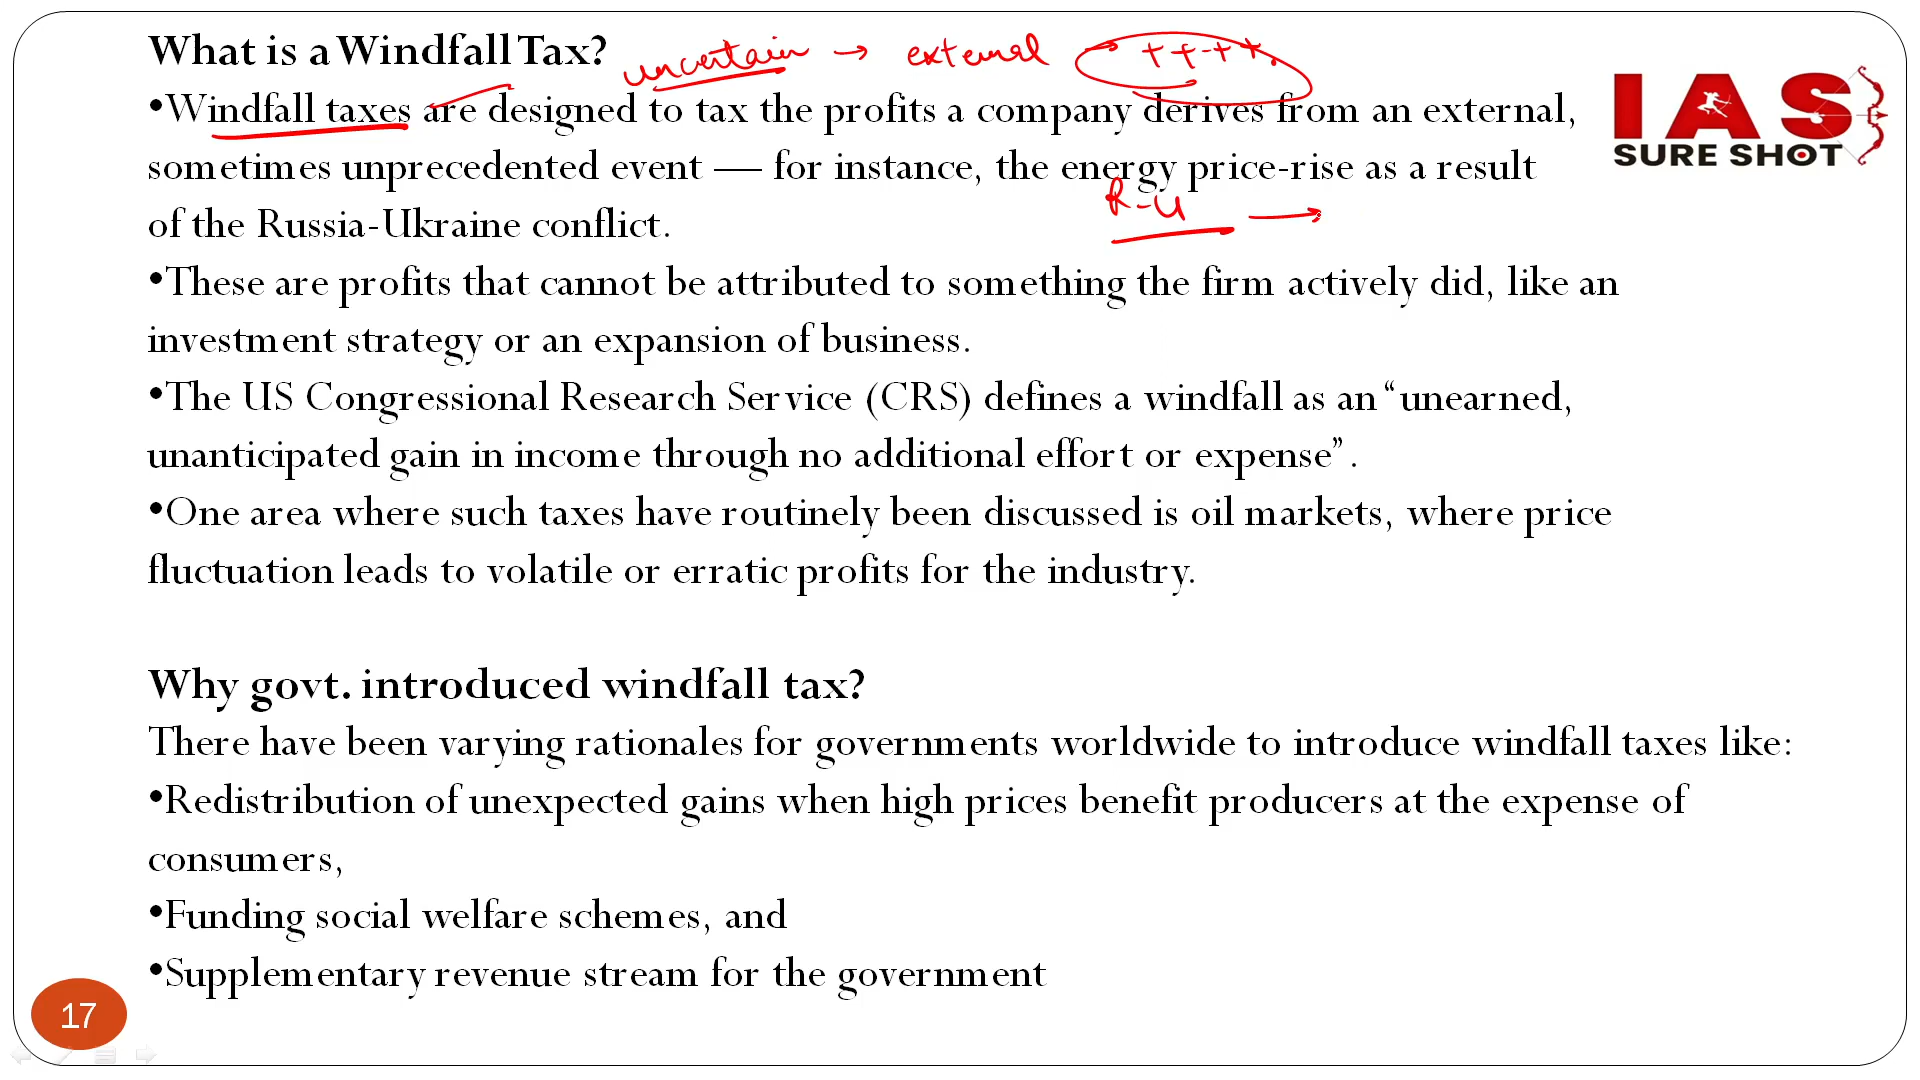 What is a Windfall Tax?
uncertain → external → + + + +.
•Windfall taxes are designed to tax the profits a company derives from an external,
sometimes unprecedented event — for instance, the energy price-rise as a result
R-U →
of the Russia-Ukraine conflict.
•These are profits that cannot be attributed to something the firm actively did, like an
investment strategy or an expansion of business.
•The US Congressional Research Service (CRS) defines a windfall as an “unearned,
unanticipated gain in income through no additional effort or expense”.
•One area where such taxes have routinely been discussed is oil markets, where price
fluctuation leads to volatile or erratic profits for the industry.
Why govt. introduced windfall tax?
There have been varying rationales for governments worldwide to introduce windfall taxes like:
•Redistribution of unexpected gains when high prices benefit producers at the expense of
consumers,
•Funding social welfare schemes, and
•Supplementary revenue stream for the government
17
IAS
SURE SHOT